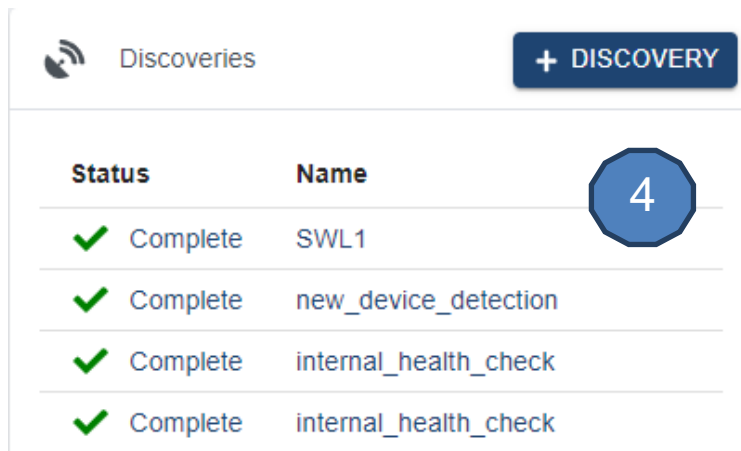 Discoveries + DISCOVERY
Status Name
4
Complete SWL1
Complete new_device_detection
Complete internal_health_check
Complete internal_health_check